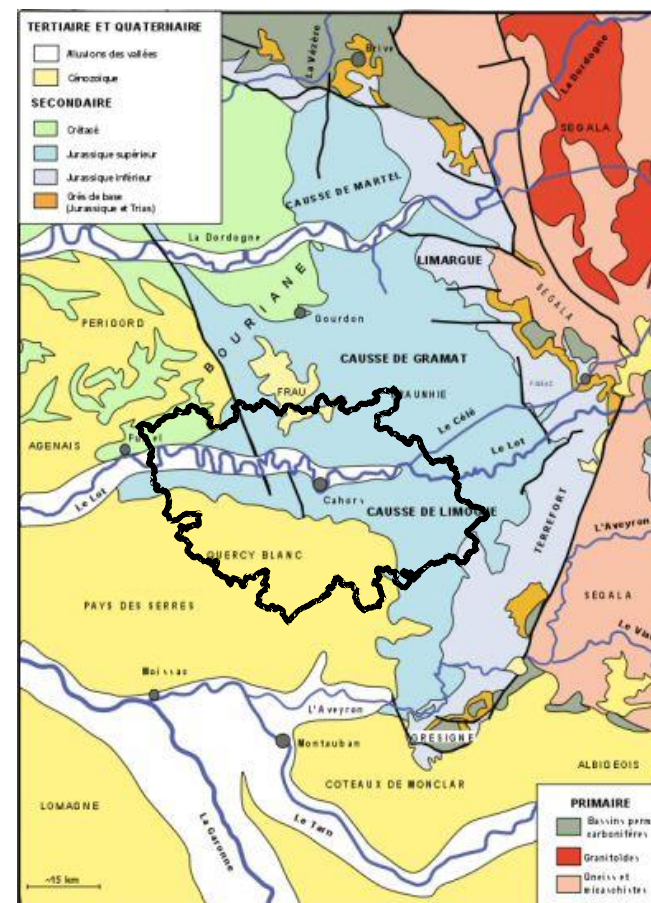 TERTIAIRE ET QUATERNAIRE
Alluvions des vallées
Cénozoïque
SECONDAIRE
Crétacé
Jurassique supérieur
Jurassique inférieur
Grés de base
(Jurassique et Trias)
La Vézère
Brive
La Dordogne
SEGALA
CAUSSE DE MARTEL
La Dordogne
LIMARGUE
SEGALA
BOURIANE
Gourdon
PERIGORD
CAUSSE DE GRAMAT
FRAU
Le Célé
AGENAIS
Le Lot
Le Lot
Cahors
CAUSSE DE LIMOGNE
TERREFORT
L'Aveyron
QUERCY BLANC
SEGALA
PAYS DES SERRES
Moissac
L'Aveyron
Montauban
GRESIGNE
ALBIGEOIS
COTEAUX DE MONCLAR
LOMAGNE
La Garonne
Le Tarn
~15 km
PRIMAIRE
Bassins perm
carbonifères
Granitoïdes
Gneiss et
micaschistes